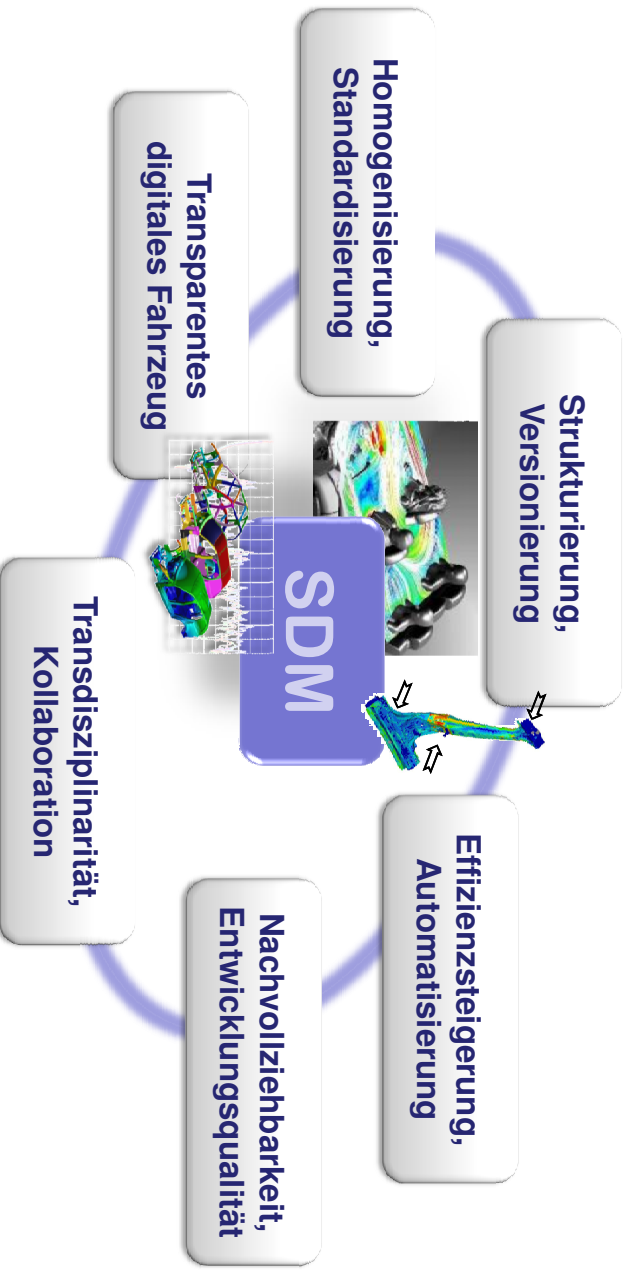 Strukturierung,
Versionierung
Homogenisierung,
Standardisierung
Effizienzsteigerung,
Automatisierung
SDM
Transparentes
digitales Fahrzeug
Nachvollziehbarkeit,
Entwicklungsqualität
Transdisziplinarität,
Kollaboration